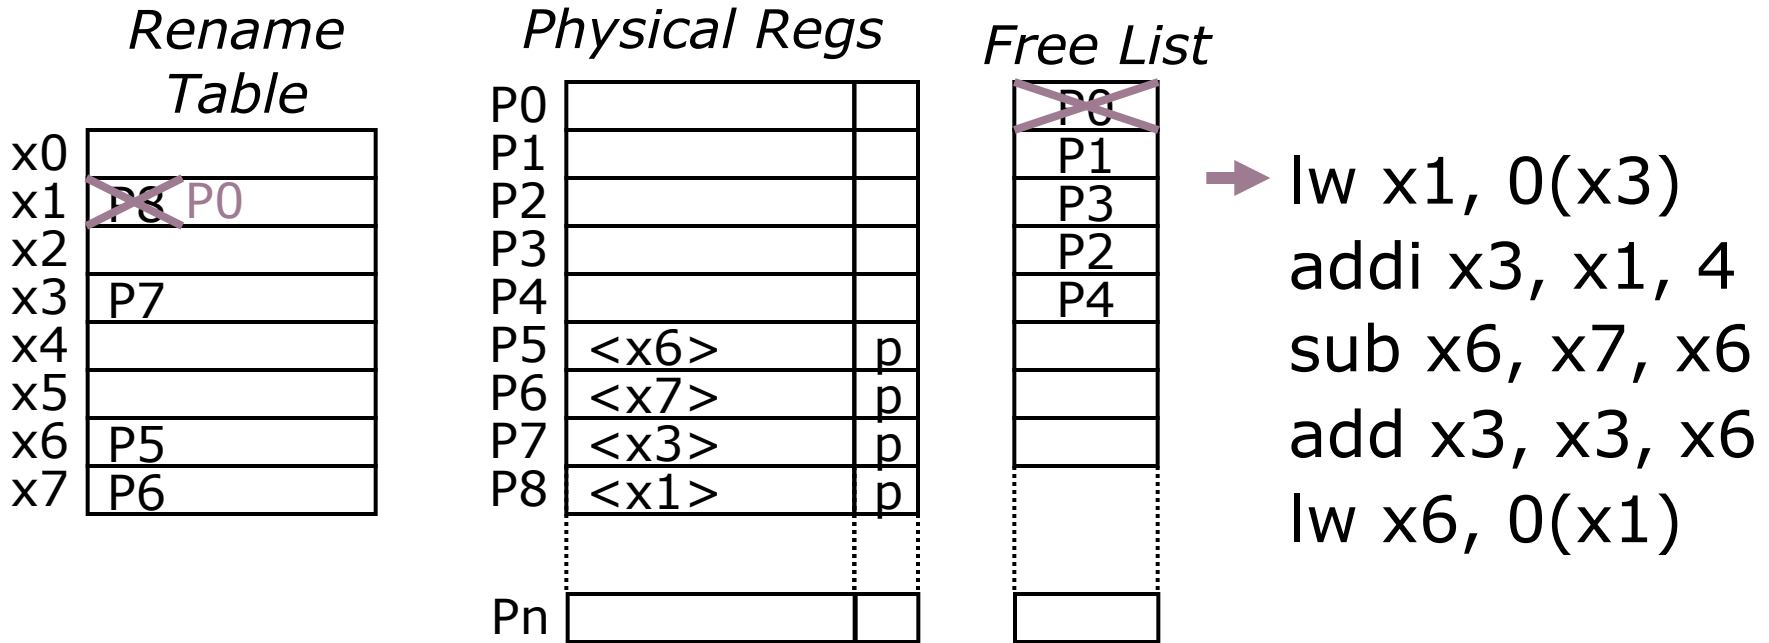 Rename
Table
x0
x1 P8 P0
x2
x3 P7
x4
x5
x6 P5
x7 P6
Physical Regs
P0
P1
P2
P3
P4
P5 <x6> p
P6 <x7> p
P7 <x3> p
P8 <x1> p
Pn
Free List
P0
P1
P3
P2
P4
lw x1, 0(x3)
addi x3, x1, 4
sub x6, x7, x6
add x3, x3, x6
lw x6, 0(x1)